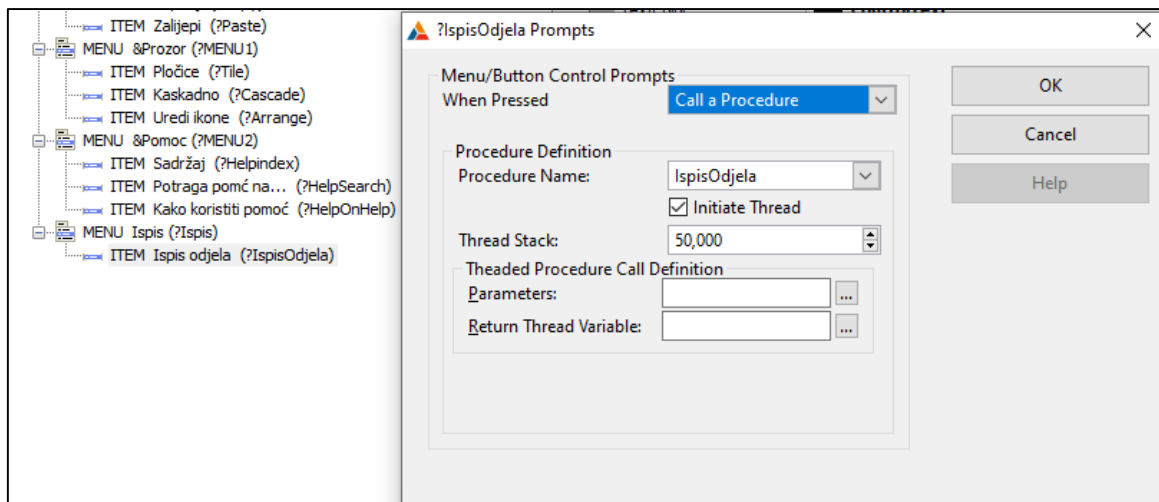 ITEM Zalijepi (?Paste)
MENU &Prozor (?MENU1)
ITEM Pločice (?Tile)
ITEM Kaskadno (?Cascade)
ITEM Uredi ikone (?Arrange)
MENU &Pomoc (?MENU2)
ITEM Sadržaj (?Helpindex)
ITEM Potraga pomć na... (?HelpSearch)
ITEM Kako koristiti pomoć (?HelpOnHelp)
MENU Ispis (?Ispis)
ITEM Ispis odjela (?IspisOdjela)
?IspisOdjela Prompts
Menu/Button Control Prompts
When Pressed Call a Procedure
Procedure Definition
Procedure Name: IspisOdjela
Initiate Thread
Thread Stack: 50,000
Theaded Procedure Call Definition
Parameters: ...
Return Thread Variable: ...
OK
Cancel
Help